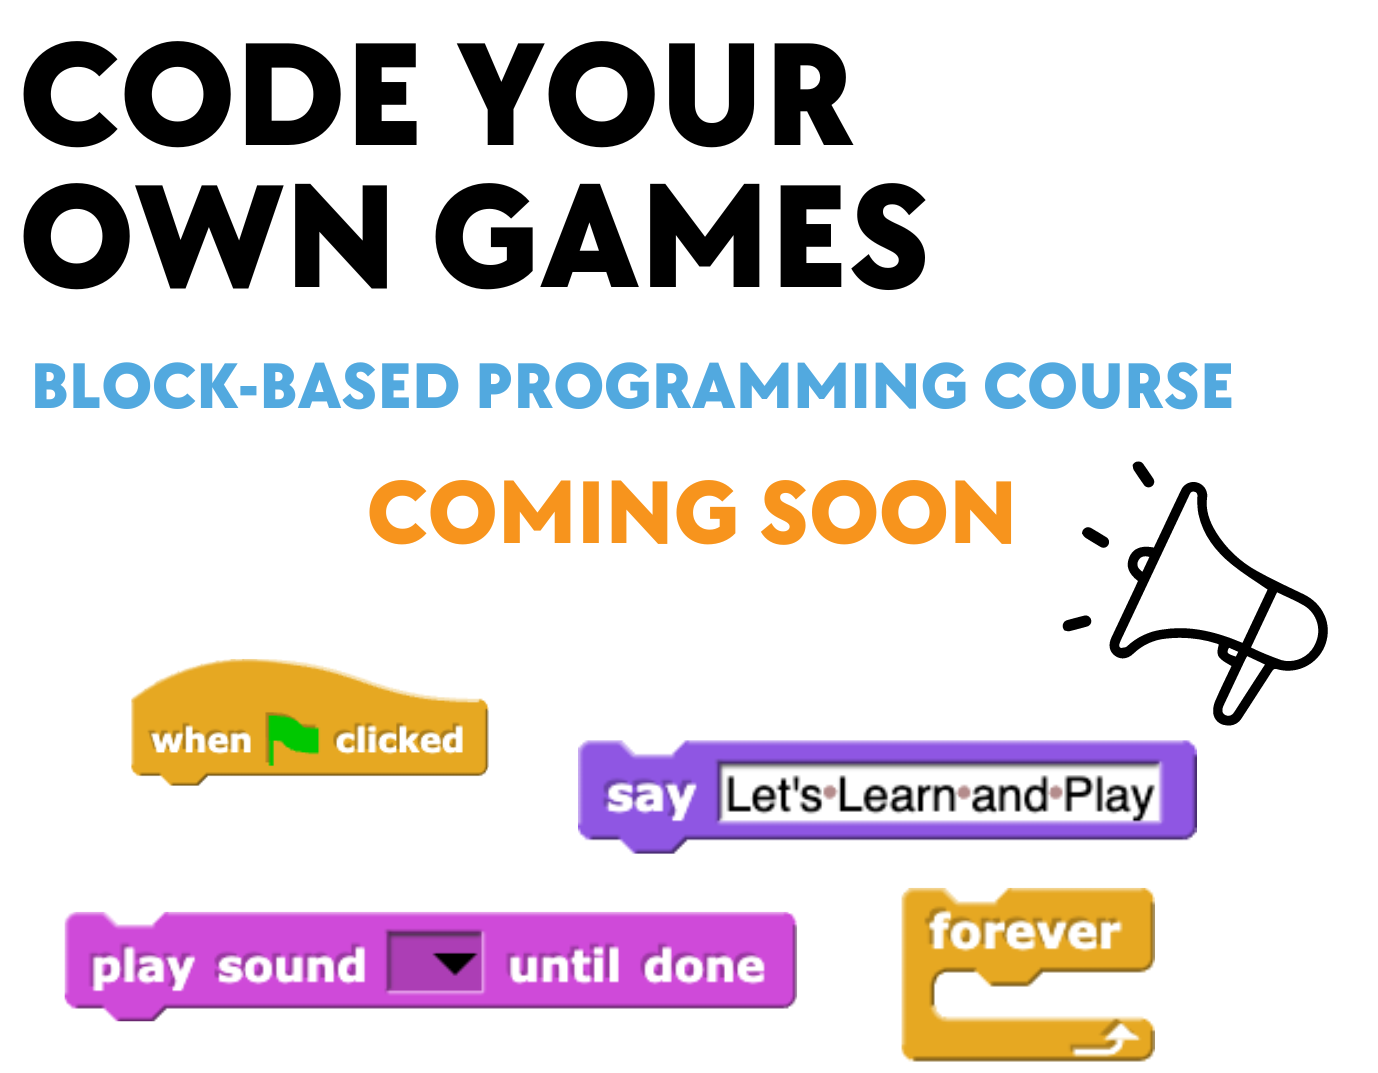 CODE YOUR
OWN GAMES
BLOCK-BASED PROGRAMMING COURSE
COMING SOON
when clicked
say Let's•Learn•and•Play
play sound until done
forever